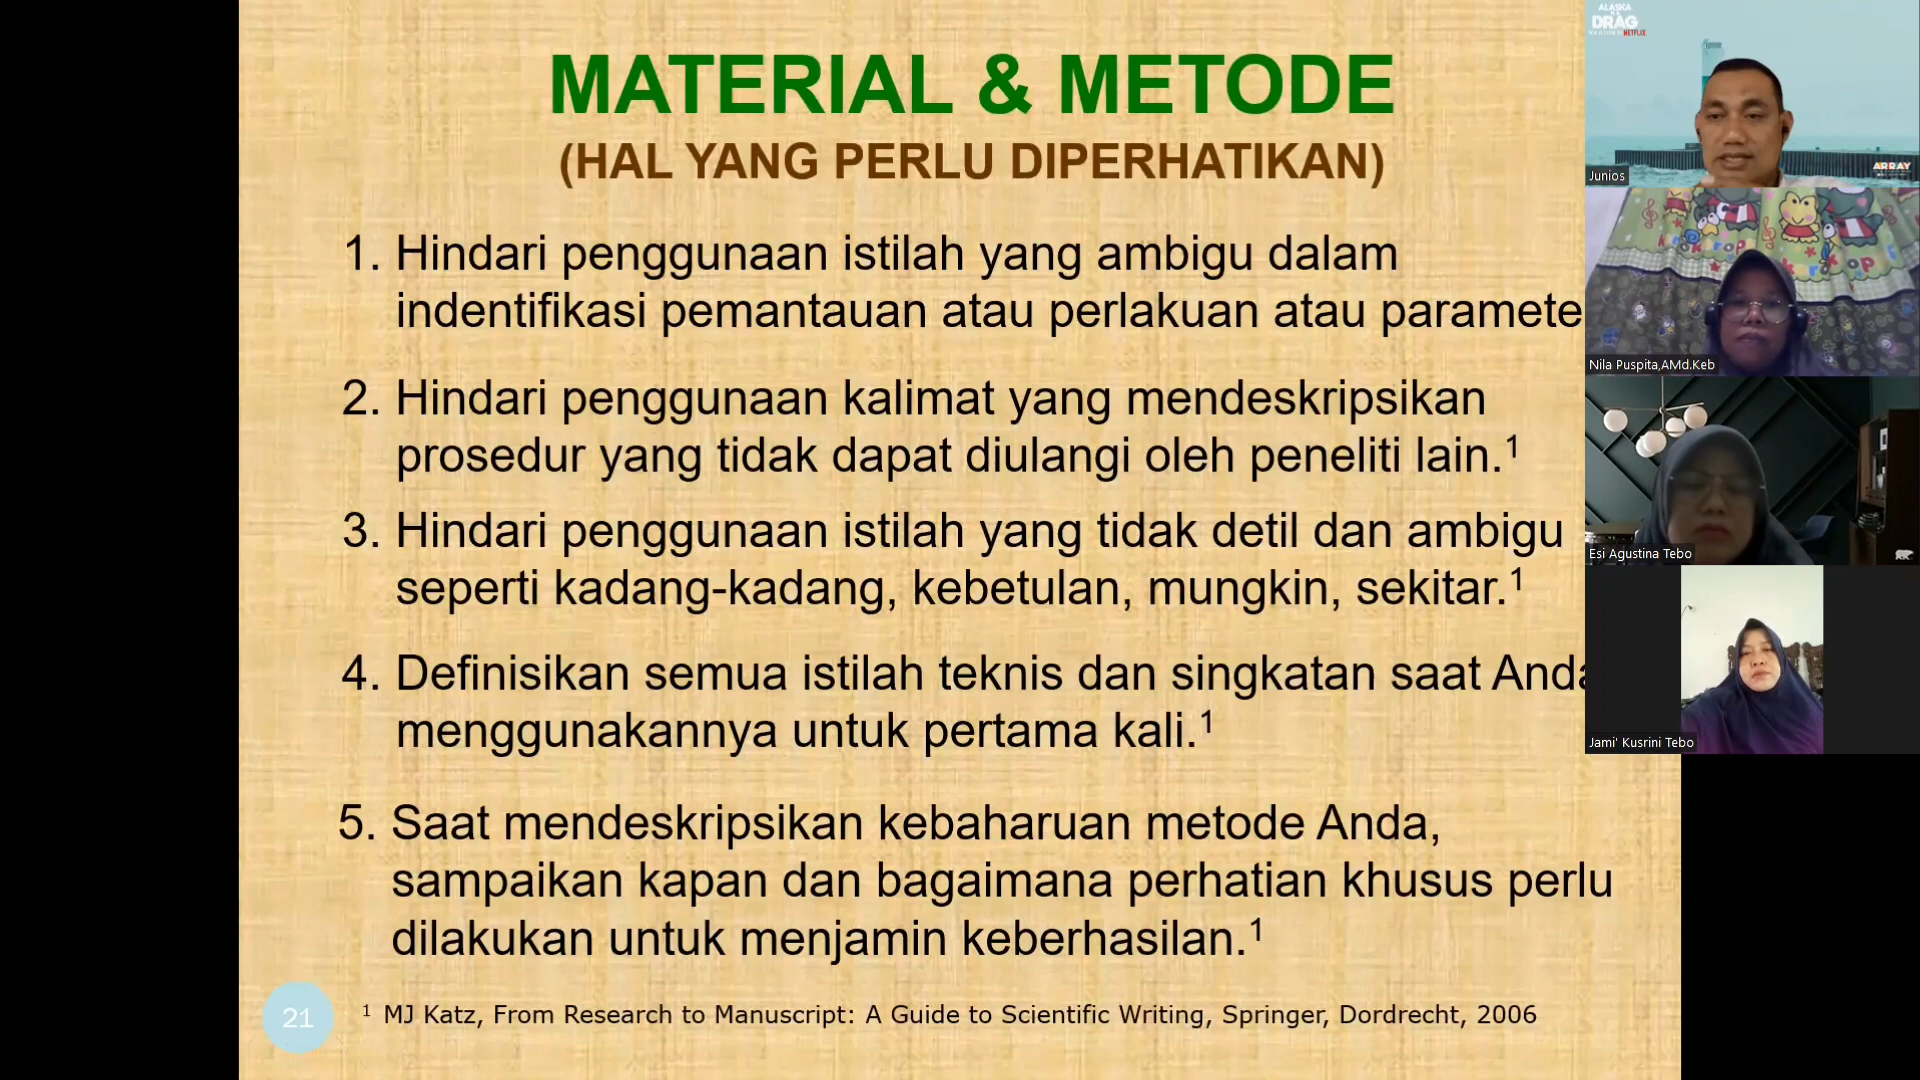 MATERIAL & METODE
(HAL YANG PERLU DIPERHATIKAN)
1. Hindari penggunaan istilah yang ambigu dalam
indentifikasi pemantauan atau perlakuan atau paramete
2. Hindari penggunaan kalimat yang mendeskripsikan
prosedur yang tidak dapat diulangi oleh peneliti lain.¹
3. Hindari penggunaan istilah yang tidak detil dan ambigu
seperti kadang-kadang, kebetulan, mungkin, sekitar.¹
4. Definisikan semua istilah teknis dan singkatan saat Anda
menggunakannya untuk pertama kali.¹
5. Saat mendeskripsikan kebaharuan metode Anda,
sampaikan kapan dan bagaimana perhatian khusus perlu
dilakukan untuk menjamin keberhasilan.¹
21
¹ MJ Katz, From Research to Manuscript: A Guide to Scientific Writing, Springer, Dordrecht, 2006
ALASKA
DRAG
NETFLIX
ARRAY
Junios
Nila Puspita,AMd.Keb
Esi Agustina Tebo
Jami' Kusrini Tebo